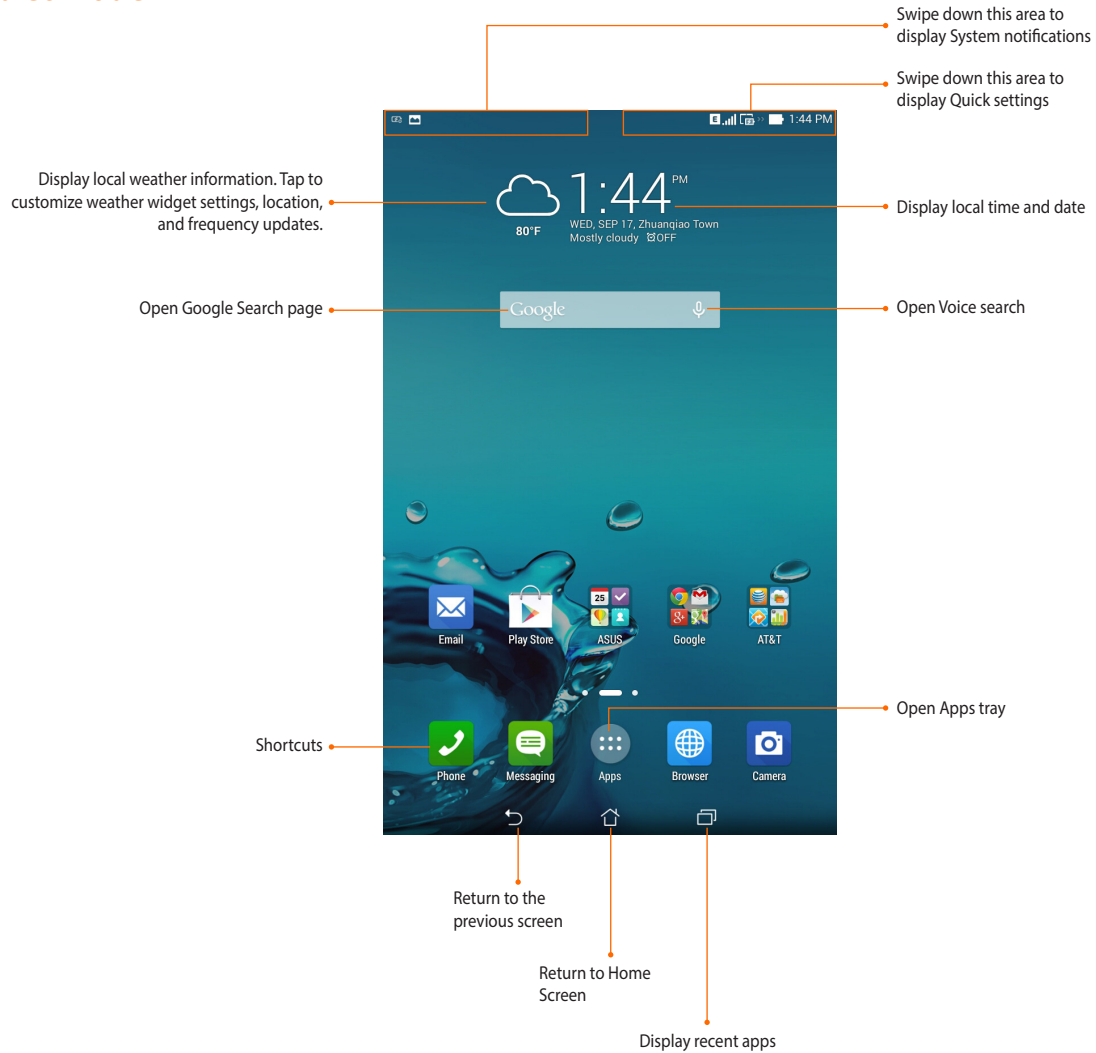 Swipe down this area to
display System notifications
Swipe down this area to
display Quick settings
E
1:44 PM
Display local weather information. Tap to
customize weather widget settings, location,
and frequency updates.
1:44 PM
80°F
WED, SEP 17, Zhuanqiao Town
Mostly cloudy OFF
Display local time and date
Open Google Search page
Google
Open Voice search
25
8+
Email
Play Store
ASUS
Google
AT&T
Open Apps tray
Shortcuts
Phone
Messaging
Apps
Browser
Camera
Return to the
previous screen
Return to Home
Screen
Display recent apps